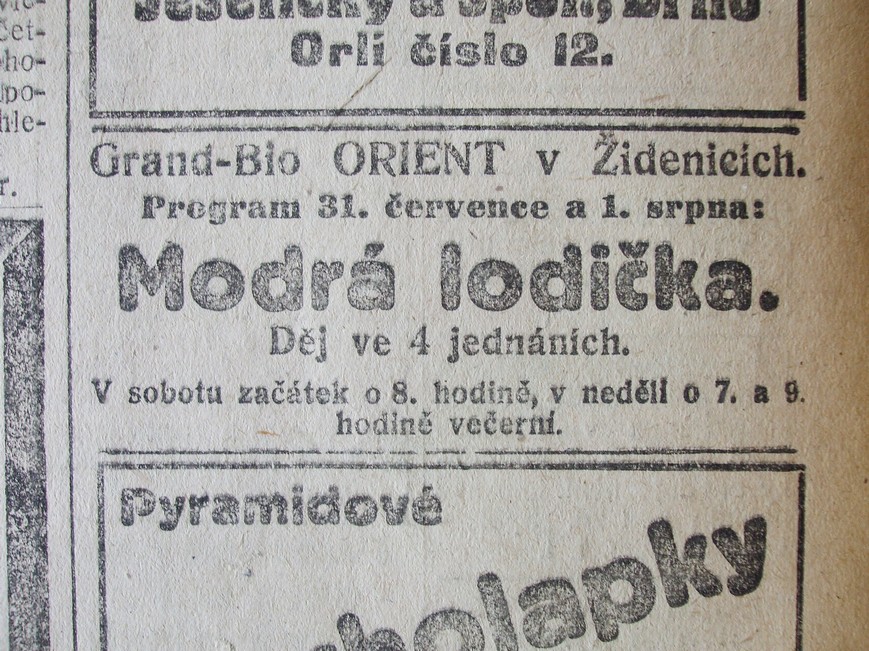 Orlí číslo 12.
Grand-Bio ORIENT v Židenicích.
Program 31. července a 1. srpna:
Modrá lodička.
Děj ve 4 jednáních.
V sobotu začátek o 8. hodině, v neděli o 7. a 9.
hodině večerní.
Pyramidové